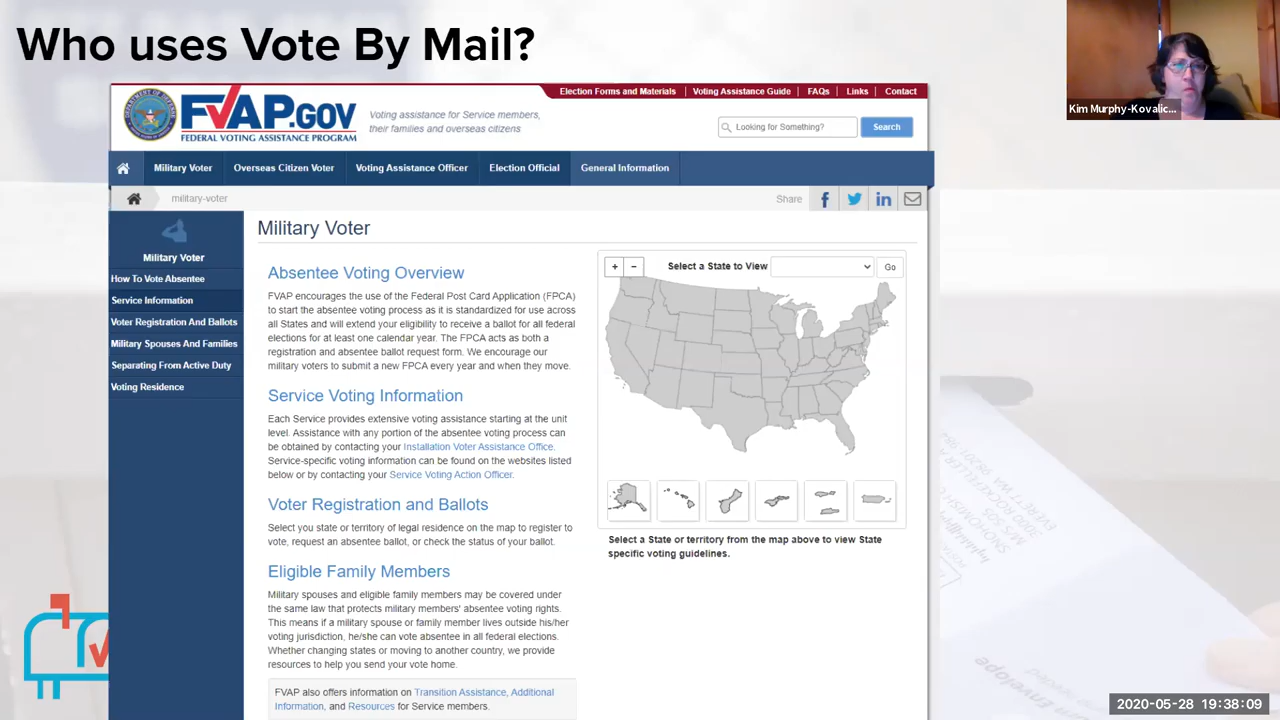 Who uses Vote By Mail?
Kim Murphy-Kovalic...
FVAP.GOV
FEDERAL VOTING ASSISTANCE PROGRAM
Voting assistance for Service members,
their families and overseas citizens
Election Forms and Materials
Voting Assistance Guide
FAQs
Links
Contact
Looking for Something?
Search
Military Voter
Overseas Citizen Voter
Voting Assistance Officer
Election Official
General Information
military-voter
Share
Military Voter
How To Vote Absentee
Service Information
Voter Registration And Ballots
Military Spouses And Families
Separating From Active Duty
Voting Residence
Military Voter
Absentee Voting Overview
FVAP encourages the use of the Federal Post Card Application (FPCA)
to start the absentee voting process as it is standardized for use across
all States and will extend your eligibility to receive a ballot for all federal
elections for at least one calendar year. The FPCA acts as both a
registration and absentee ballot request form. We encourage our
military voters to submit a new FPCA every year and when they move.
Service Voting Information
Each Service provides extensive voting assistance starting at the unit
level. Assistance with any portion of the absentee voting process can
be obtained by contacting your Installation Voter Assistance Office.
Service-specific voting information can be found on the websites listed
below or by contacting your Service Voting Action Officer.
Voter Registration and Ballots
Select you state or territory of legal residence on the map to register to
vote, request an absentee ballot, or check the status of your ballot.
Eligible Family Members
Military spouses and eligible family members may be covered under
the same law that protects military members' absentee voting rights.
This means if a military spouse or family member lives outside his/her
voting jurisdiction, he/she can vote absentee in all federal elections.
Whether changing states or moving to another country, we provide
resources to help you send your vote home.
FVAP also offers information on Transition Assistance, Additional
Information, and Resources for Service members.
+ −
Select a State to View
Go
Select a State or territory from the map above to view State
specific voting guidelines.
Envelope
2020-05-28 19:38:09